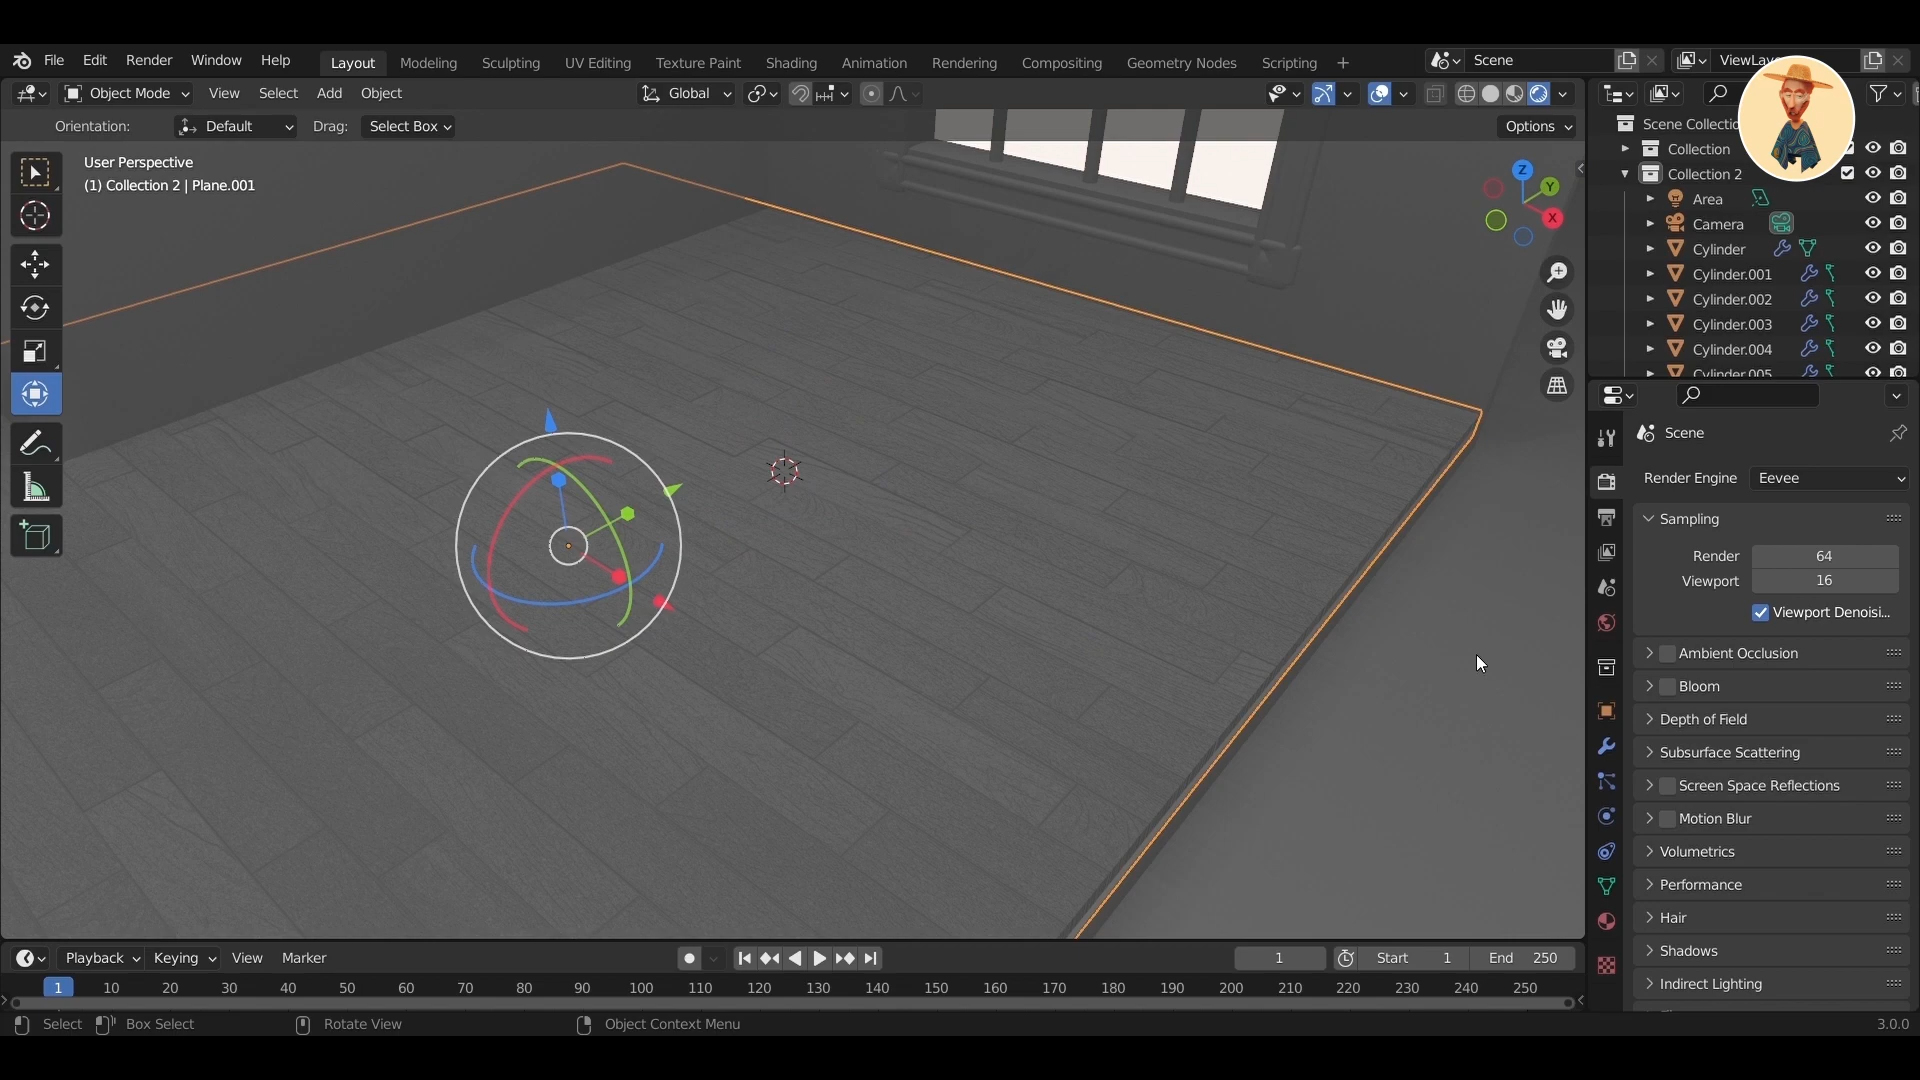 File Edit Render Window Help Layout Modeling Sculpting UV Editing Texture Paint Shading Animation Rendering Compositing Geometry Nodes Scripting + Scene
Object Mode View Select Add Object Global
Orientation: Default Drag: Select Box Options
User Perspective
(1) Collection 2 | Plane.001
Z
Y
X
Collection
Collection 2
Area
Camera
Cylinder
Cylinder.001
Cylinder.002
Cylinder.003
Cylinder.004
Cylinder.005
Scene
Render Engine Eevee
Sampling
Render 64
Viewport 16
Viewport Denoisi...
Ambient Occlusion
Bloom
Depth of Field
Subsurface Scattering
Screen Space Reflections
Motion Blur
Volumetrics
Performance
Hair
Shadows
Indirect Lighting
Playback Keying View Marker 1 Start 1 End 250
1 10 20 30 40 50 60 70 80 90 100 110 120 130 140 150 160 170 180 190 200 210 220 230 240 250
Select Box Select Rotate View Object Context Menu 3.0.0